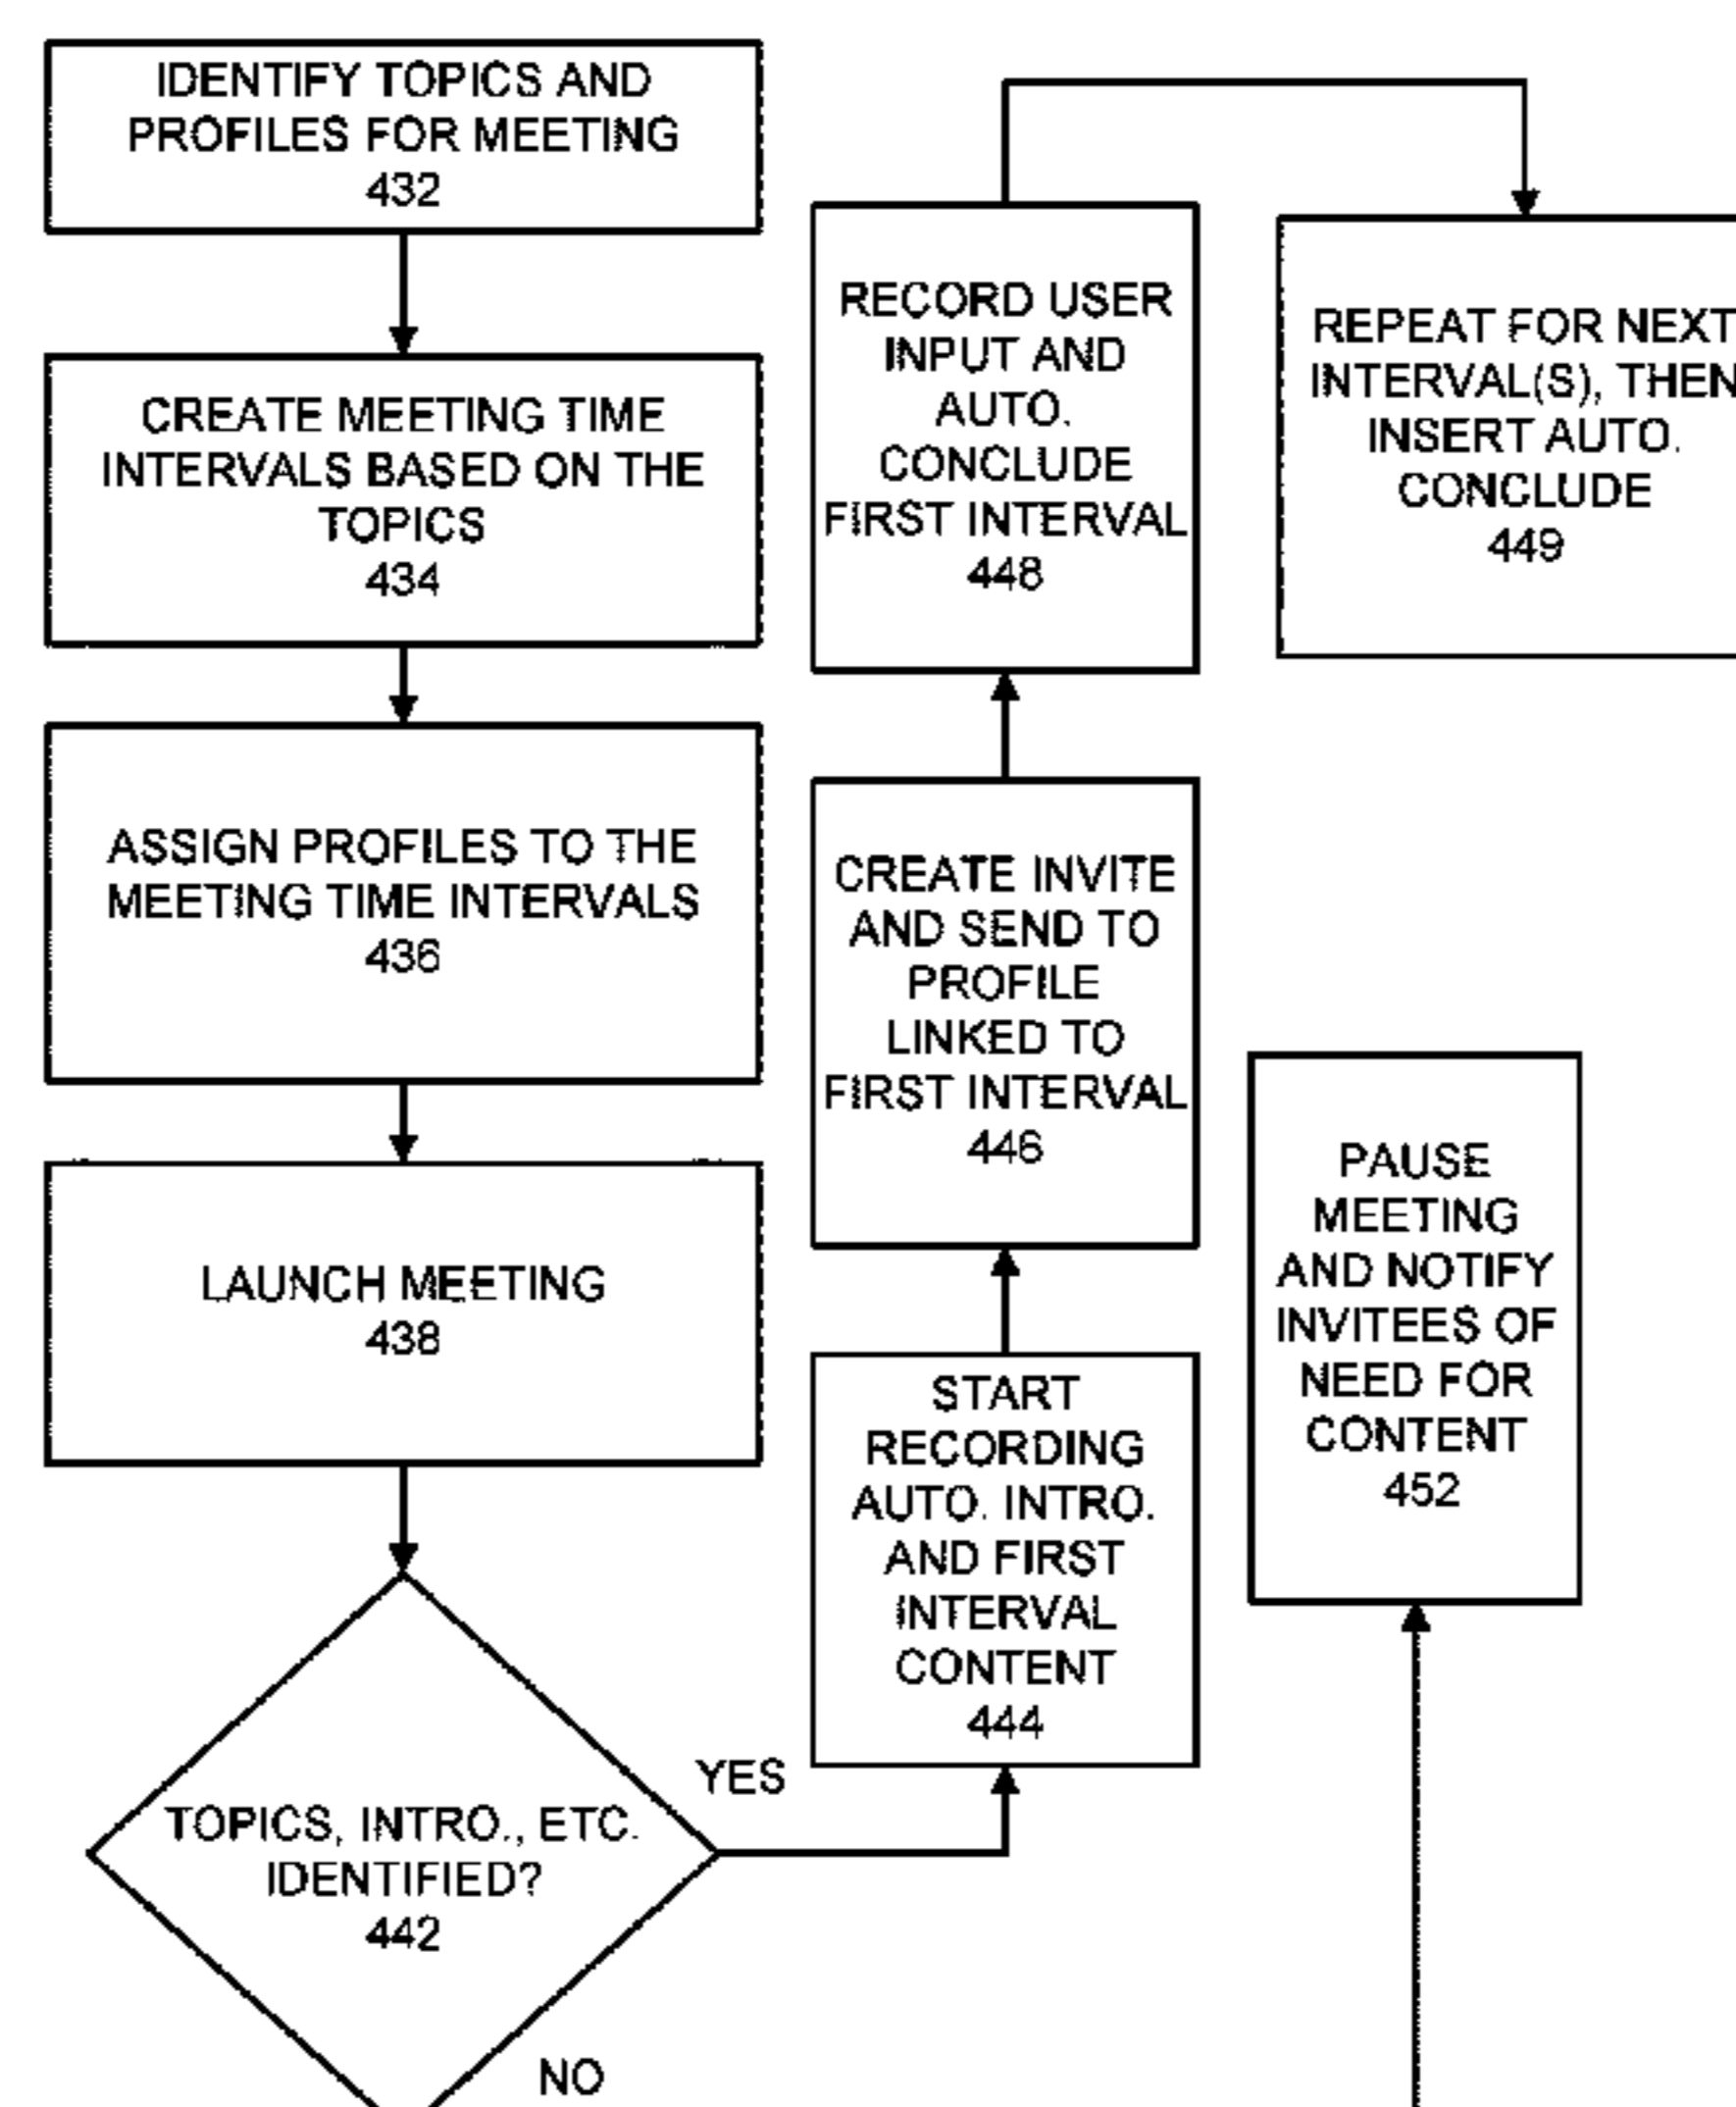 IDENTIFY TOPICS AND
PROFILES FOR MEETING
432
CREATE MEETING TIME
INTERVALS BASED ON THE
TOPICS
434
ASSIGN PROFILES TO THE
MEETING TIME INTERVALS
436
LAUNCH MEETING
438
TOPICS, INTRO., ETC.
IDENTIFIED?
442
YES
NO
START
RECORDING
AUTO. INTRO.
AND FIRST
INTERVAL
CONTENT
444
CREATE INVITE
AND SEND TO
PROFILE
LINKED TO
FIRST INTERVAL
446
RECORD USER
INPUT AND
AUTO.
CONCLUDE
FIRST INTERVAL
448
REPEAT FOR NEXT
INTERVAL(S), THEN
INSERT AUTO.
CONCLUDE
449
PAUSE
MEETING
AND NOTIFY
INVITEES OF
NEED FOR
CONTENT
452